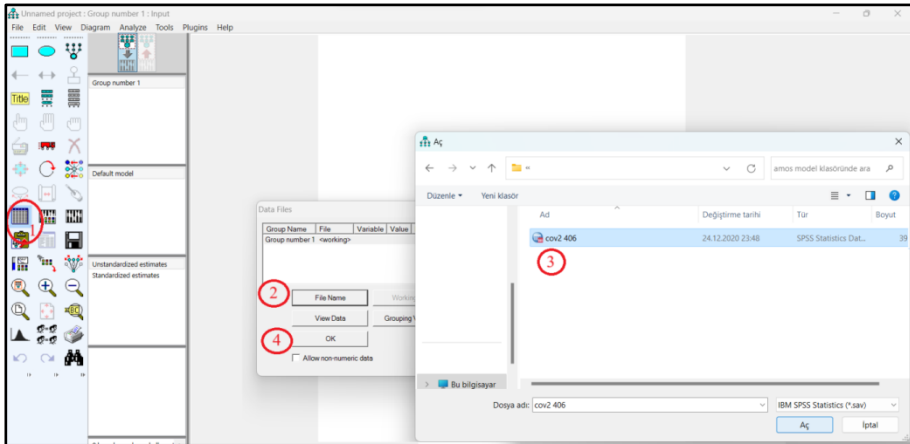 Unnamed project : Group number 1 : Input
File Edit View Diagram Analyze Tools Plugins Help
Title
Group number 1
Default model
Unstandardized estimates
Standardized estimates
1
Data Files
Group Name File Variable Value
Group number 1 <working>
2 File Name Working
View Data Grouping V
4 OK
Allow non-numeric data
Aç
amos model klasöründe ara
Düzenle Yeni klasör
Ad Değiştirme tarihi Tür Boyut
cov2 406 24.12.2020 23:48 SPSS Statistics Dat... 39
3
Bu bilgisayar
Dosya adı: cov2 406 IBM SPSS Statistics (*.sav)
Aç İptal